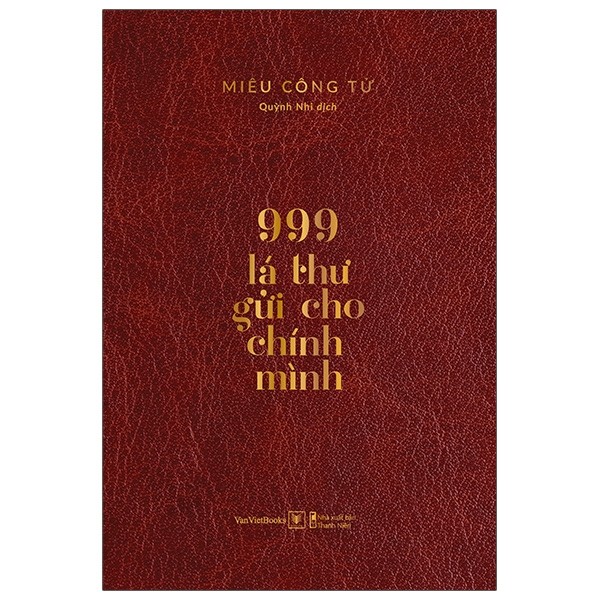 MIÊU CÔNG TỬ
Quỳnh Nhi dịch
999
lá thư
gửi cho
chính
mình
VanVietBooks
Nhà xuất bản
Thanh Niên